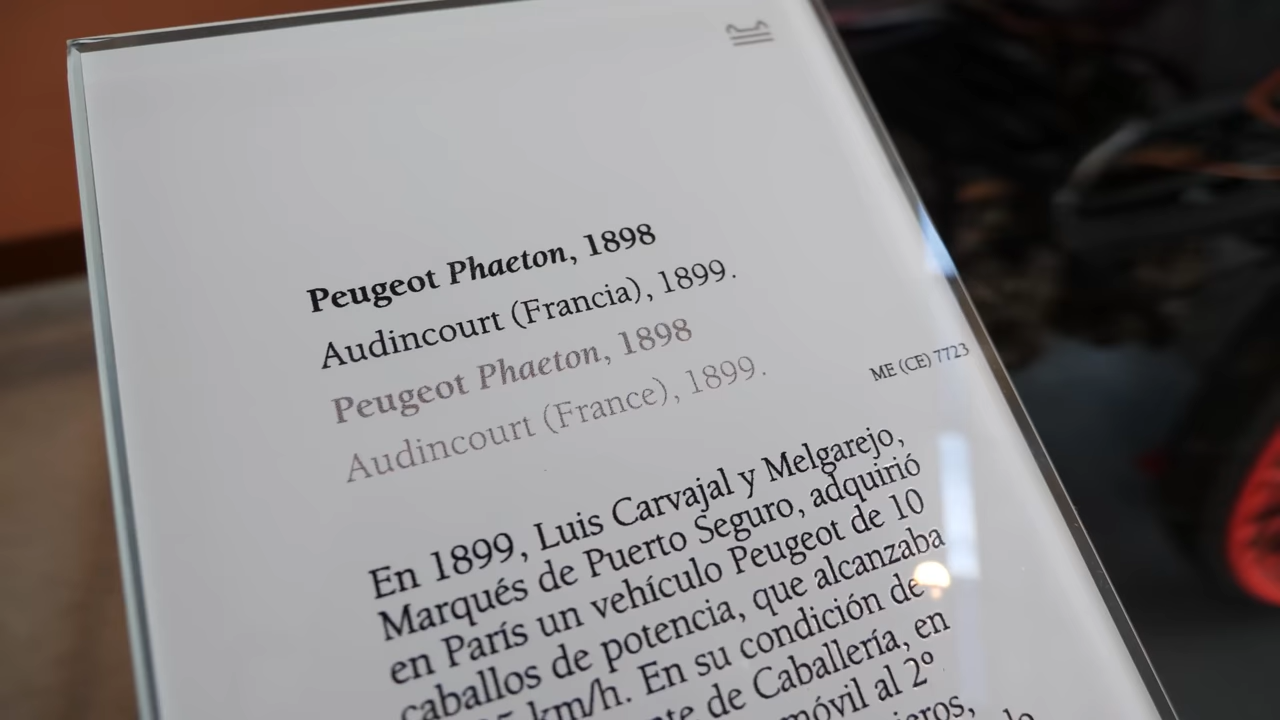 Peugeot Phaeton, 1898
Audincourt (Francia), 1899.
Peugeot Phaeton, 1898
Audincourt (France), 1899.
ME (CE) 7723
En 1899, Luis Carvajal y Melgarejo,
Marqués de Puerto Seguro, adquirió
en París un vehículo Peugeot de 10
caballos de potencia, que alcanzaba
km/h. En su condición de
de Caballería, en
al 2º